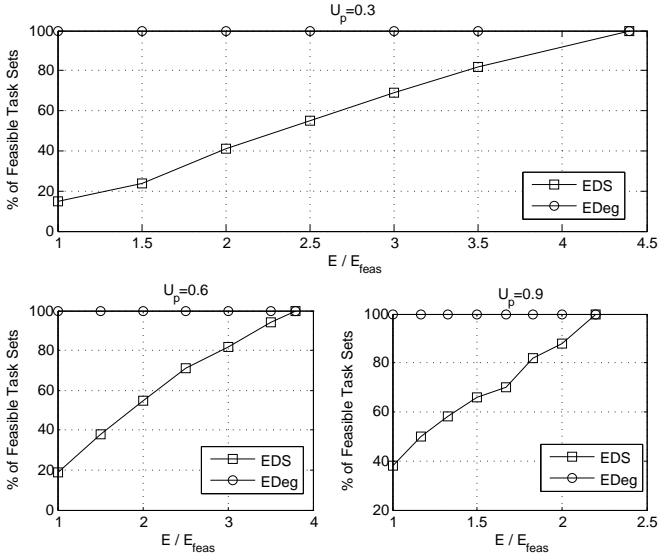 U_p=0.3
% of Feasible Task Sets
100
80
60
40
20
0
1 1.5 2 2.5 3 3.5 4 4.5
E / E_feas
EDS
EDeg
U_p=0.6
% of Feasible Task Sets
100
80
60
40
20
0
1 2 3 4
E / E_feas
EDS
EDeg
U_p=0.9
% of Feasible Task Sets
100
80
60
40
20
1 1.5 2 2.5
E / E_feas
EDS
EDeg